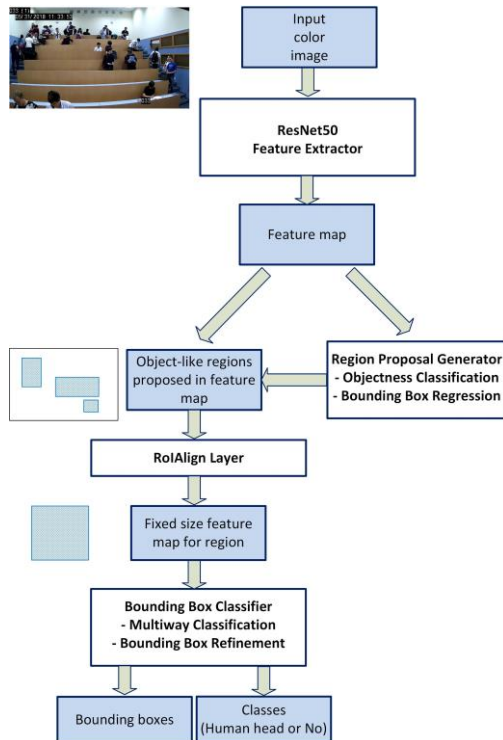 Input
color
image
ResNet50
Feature Extractor
Feature map
Object-like regions
proposed in feature
map
Region Proposal Generator
- Objectness Classification
- Bounding Box Regression
RoIAlign Layer
Fixed size feature
map for region
Bounding Box Classifier
- Multiway Classification
- Bounding Box Refinement
Bounding boxes
Classes
(Human head or No)